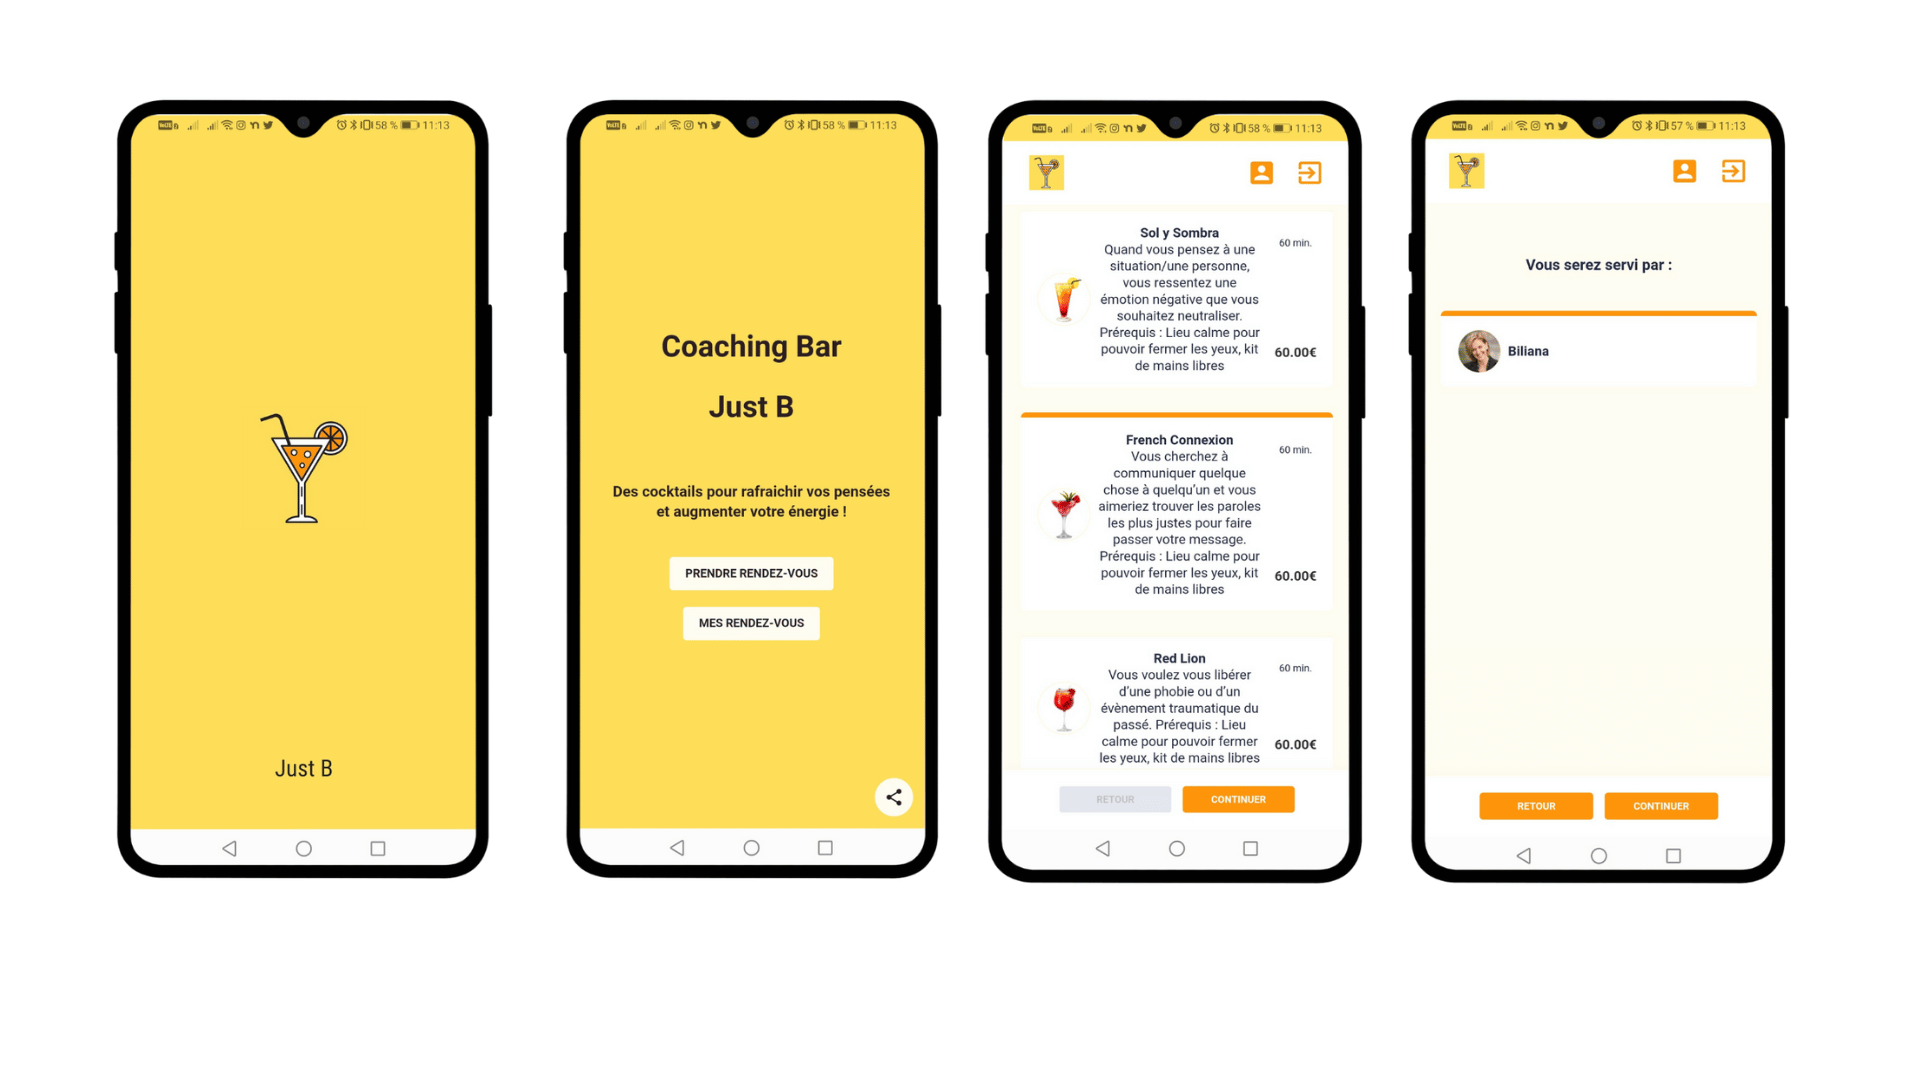 11:13
Just B
58 % 11:13
Coaching Bar
Just B
Des cocktails pour rafraichir vos pensées
et augmenter votre énergie !
PRENDRE RENDEZ-VOUS
MES RENDEZ-VOUS
58 % 11:13
Sol y Sombra
60 min.
Quand vous pensez à une
situation/une personne,
vous ressentez une
émotion négative que vous
souhaitez neutraliser.
Prérequis : Lieu calme pour
pouvoir fermer les yeux, kit
de mains libres
60.00€
French Connexion
60 min.
Vous cherchez à
communiquer quelque
chose à quelqu'un et vous
aimeriez trouver les paroles
les plus justes pour faire
passer votre message.
Prérequis : Lieu calme pour
pouvoir fermer les yeux, kit
de mains libres
60.00€
Red Lion
60 min.
Vous voulez vous libérer
d'une phobie ou d'un
évènement traumatique du
passé. Prérequis : Lieu
calme pour pouvoir fermer
les yeux, kit de mains libres
60.00€
RETOUR
CONTINUER
57 % 11:13
Vous serez servi par :
Biliana
RETOUR
CONTINUER